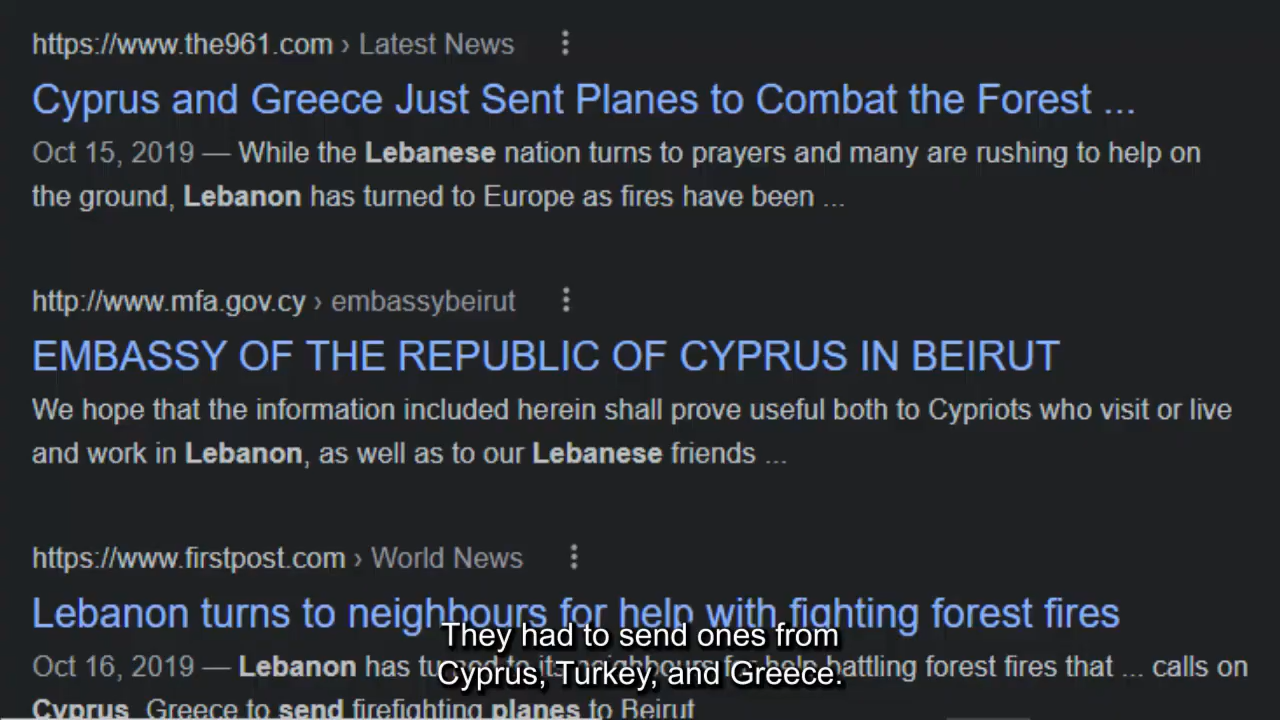 https://www.the961.com › Latest News
Cyprus and Greece Just Sent Planes to Combat the Forest ...
Oct 15, 2019 — While the Lebanese nation turns to prayers and many are rushing to help on
the ground, Lebanon has turned to Europe as fires have been ...
http://www.mfa.gov.cy › embassybeirut
EMBASSY OF THE REPUBLIC OF CYPRUS IN BEIRUT
We hope that the information included herein shall prove useful both to Cypriots who visit or live
and work in Lebanon, as well as to our Lebanese friends ...
https://www.firstpost.com › World News
Lebanon turns to neighbours for help with fighting forest fires
They had to send ones from
Oct 16, 2019 — Lebanon has turned to its neighbours for help battling forest fires that ... calls on
Cyprus, Turkey, and Greece.
Cyprus, Greece to send firefighting planes to Beirut